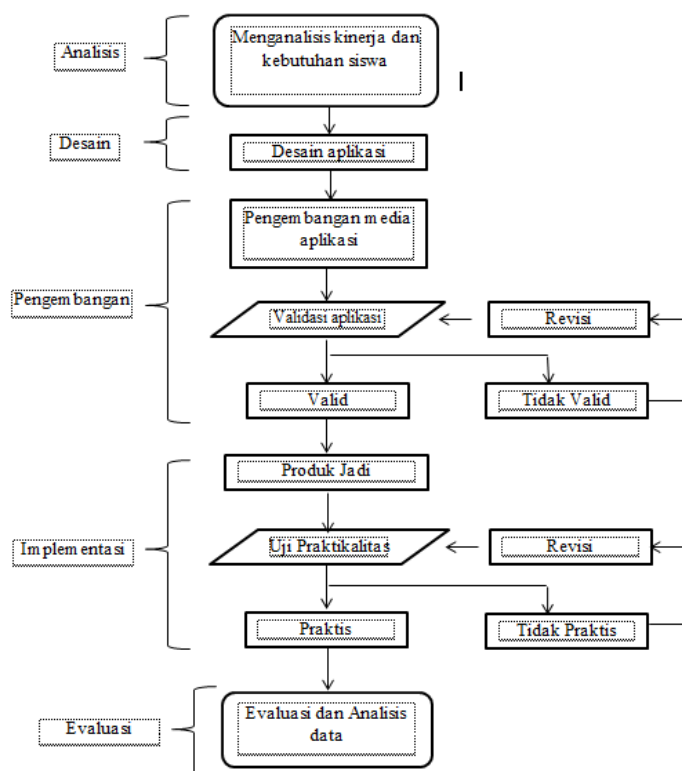 Analisis
Menganalisis kinerja dan
kebutuhan siswa
Desain
Desain aplikasi
Pengembangan
Pengembangan media
aplikasi
Validasi aplikasi
Revisi
Valid
Tidak Valid
Implementasi
Produk Jadi
Uji Praktikalitas
Revisi
Praktis
Tidak Praktis
Evaluasi
Evaluasi dan Analisis
data